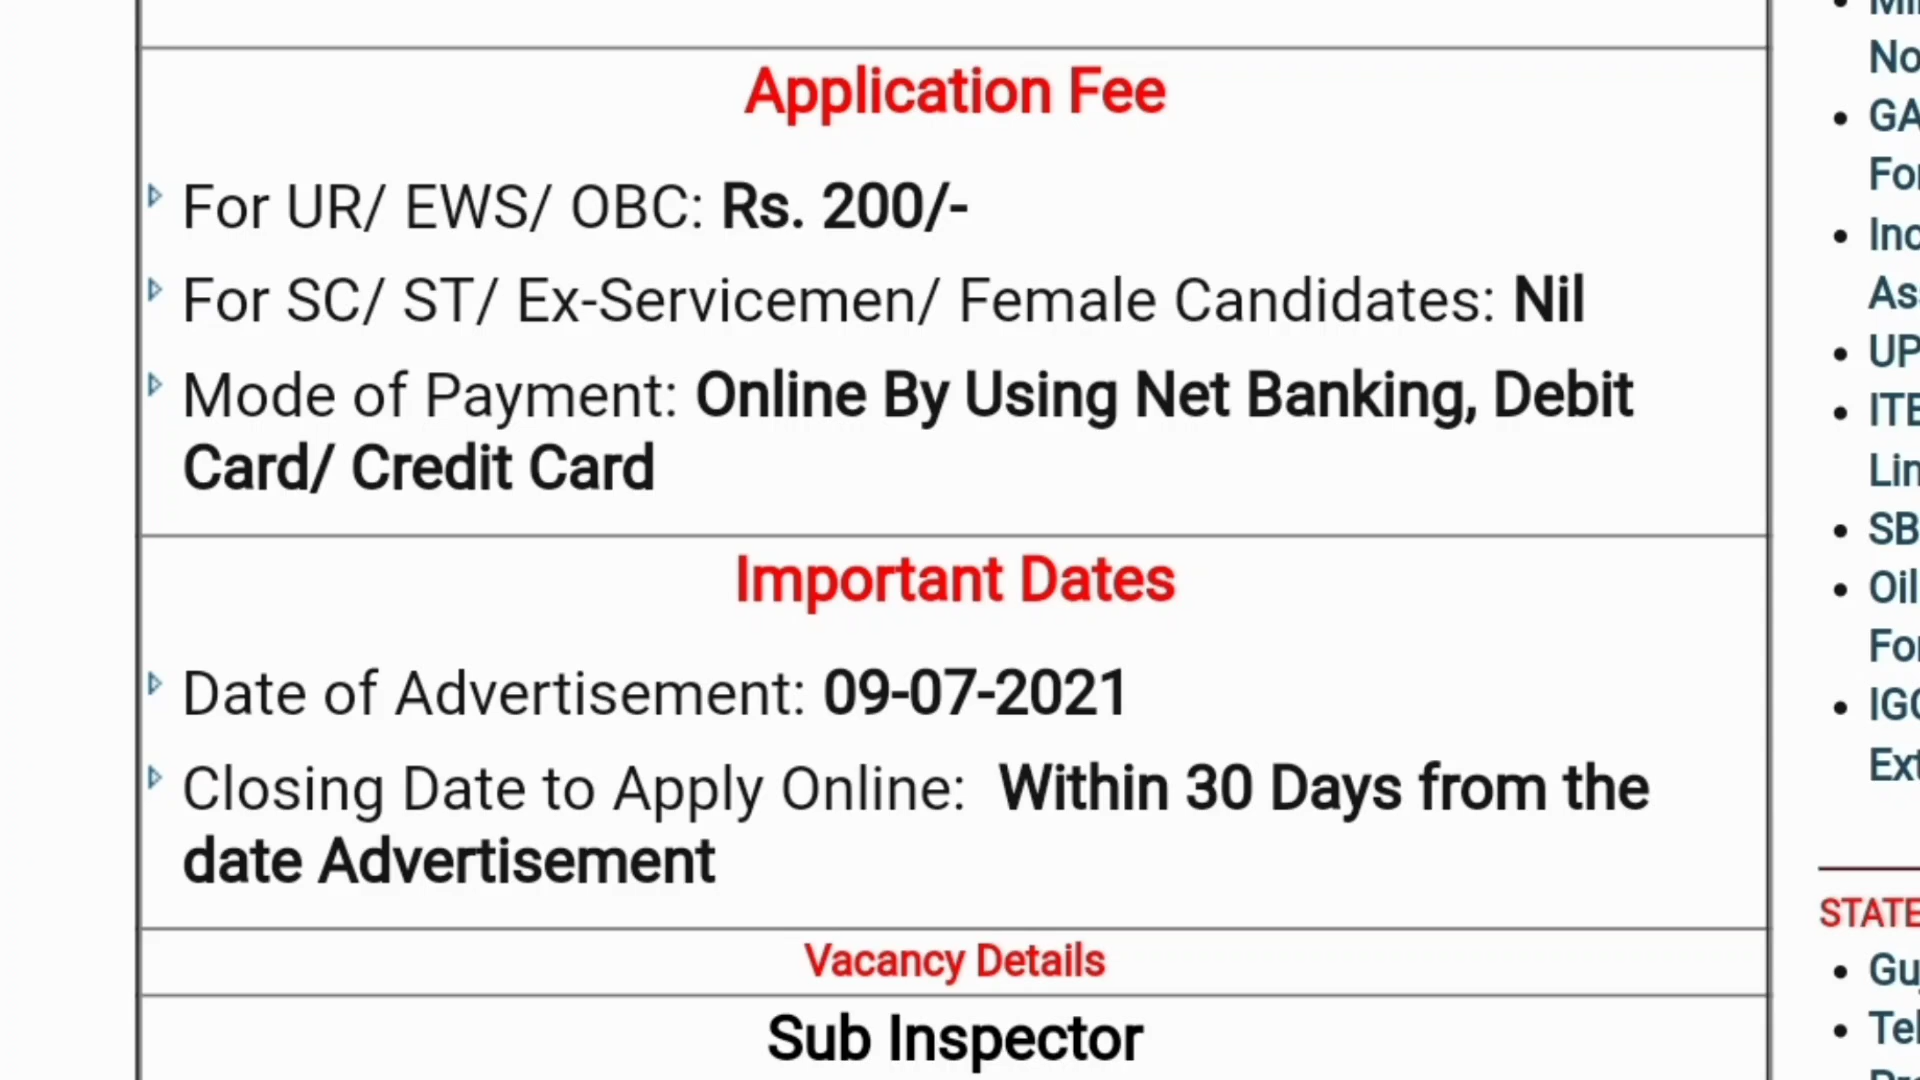 Application Fee
For UR/ EWS/ OBC: Rs. 200/-
For SC/ ST/ Ex-Servicemen/ Female Candidates: Nil
Mode of Payment: Online By Using Net Banking, Debit
Card/ Credit Card
Important Dates
Date of Advertisement: 09-07-2021
Closing Date to Apply Online: Within 30 Days from the
date Advertisement
Vacancy Details
Sub Inspector
No
GA
For
Inc
Ass
UP
ITB
Lin
SB
Oil
For
IGC
Ext
STATE
Gu
Tel